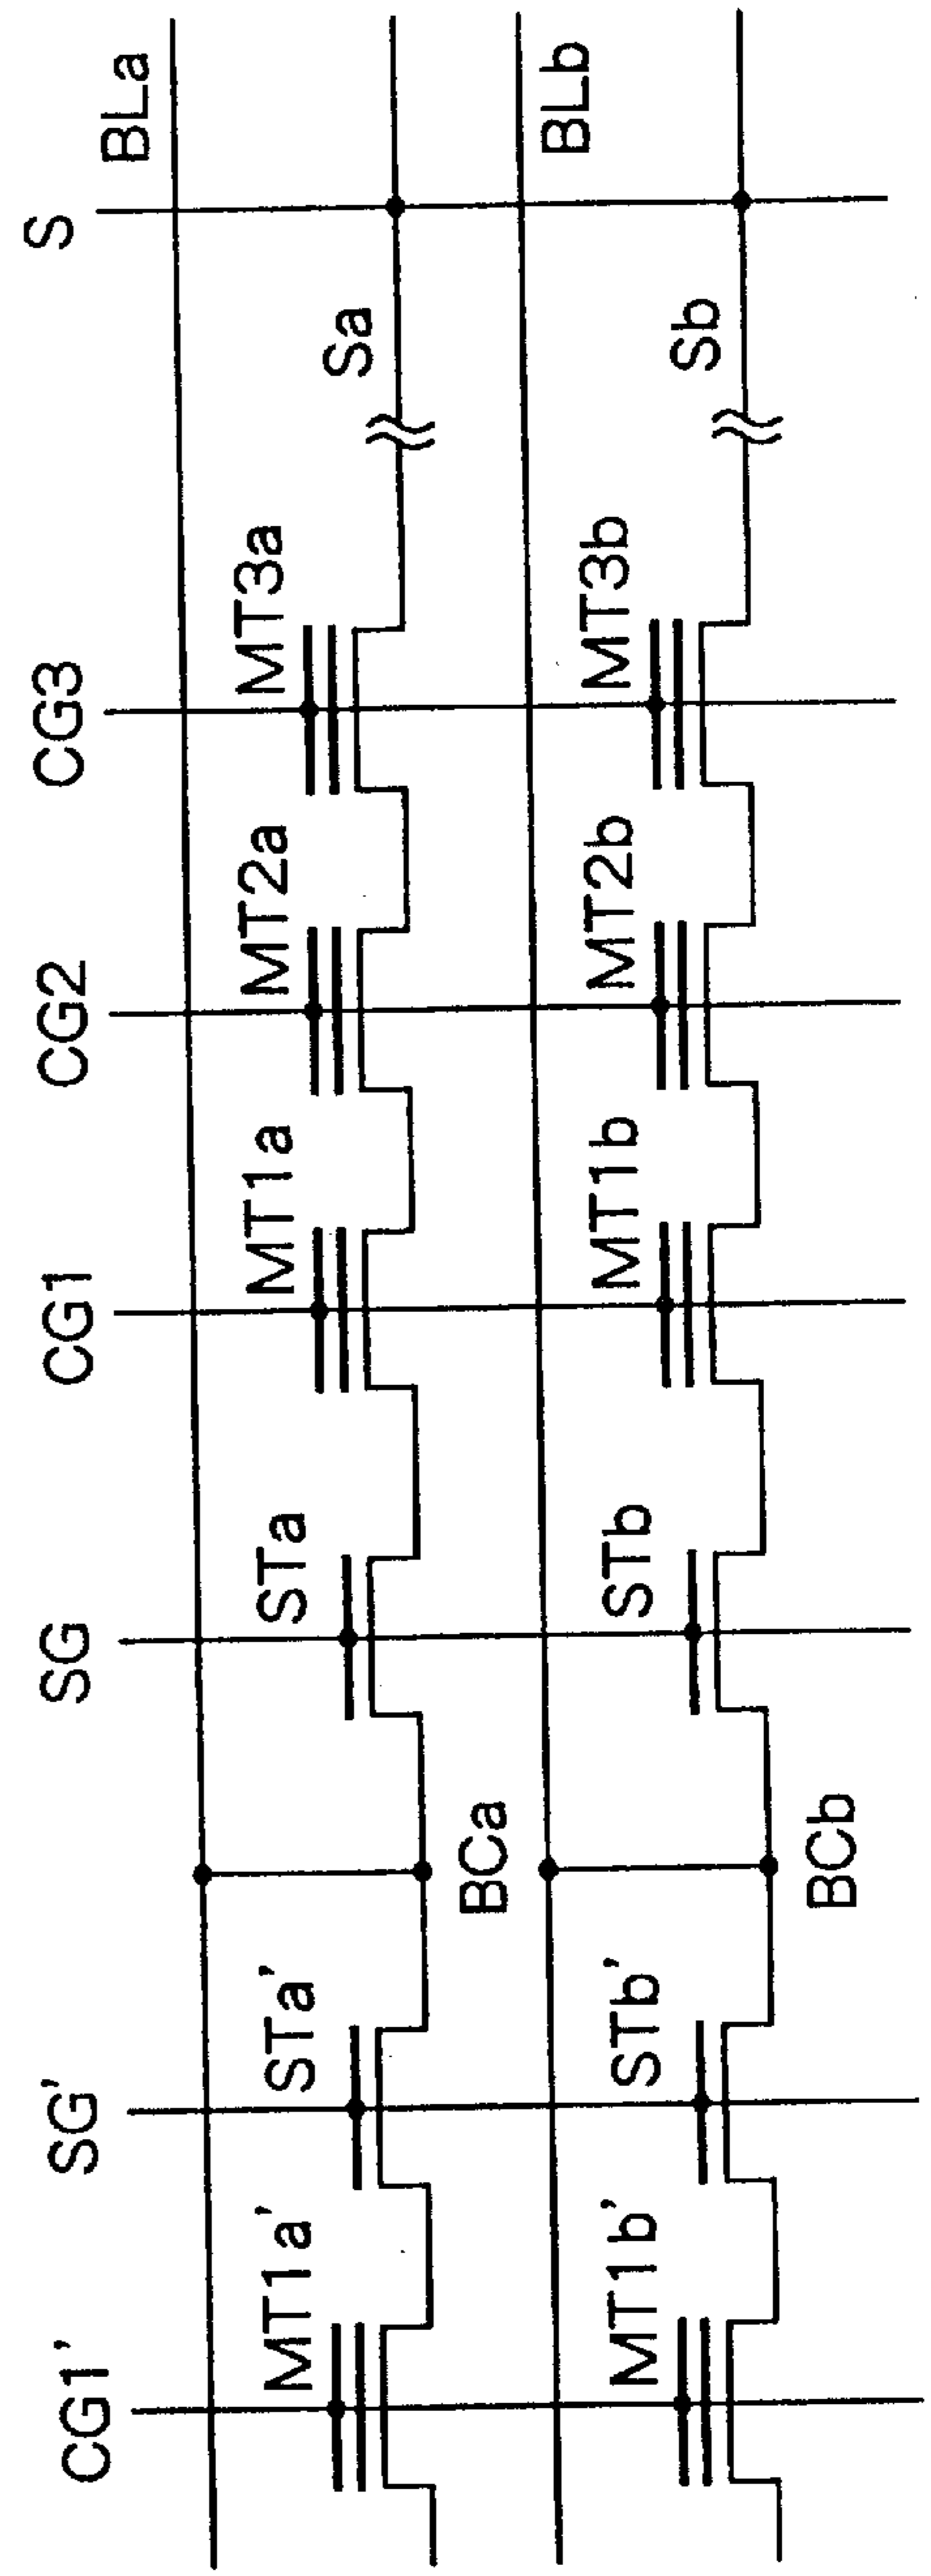 CG1' SG' SG CG1 CG2 CG3 S
BLa
MT1a' STa' STa MT1a MT2a MT3a Sa
BCa
BLb
MT1b' STb' STb MT1b MT2b MT3b Sb
BCb